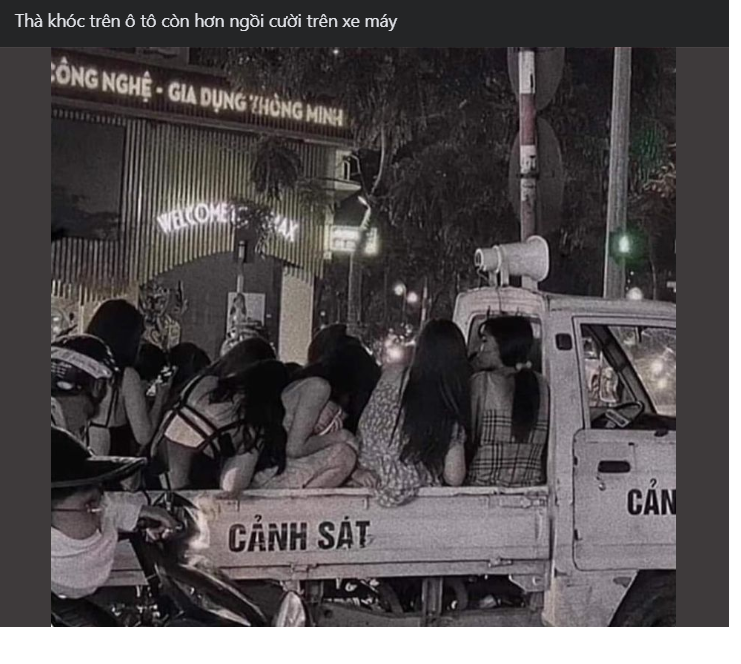 Thà khóc trên ô tô còn hơn ngồi cười trên xe máy
CÔNG NGHỆ - GIA DỤNG THÔNG MINH
WELCOME
CẢNH SÁT
CẢN